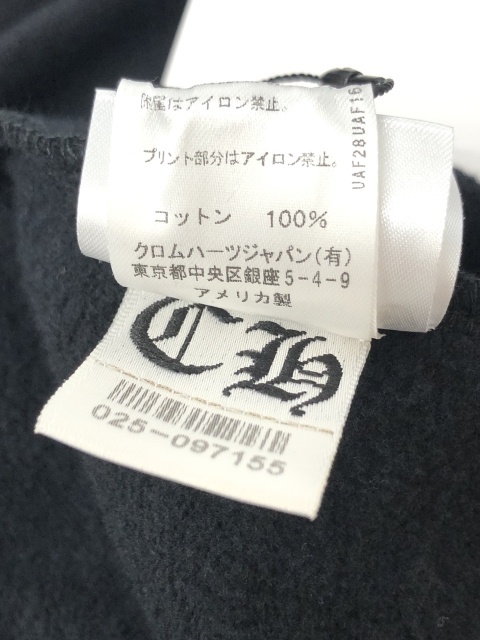 はアイロン禁止。
プリント部分はアイロン禁止。
コットン 100%
クロムハーツジャパン(有)
東京都中央区銀座5-4-9
アメリカ製
UAF28UAF16
CH
025-097155